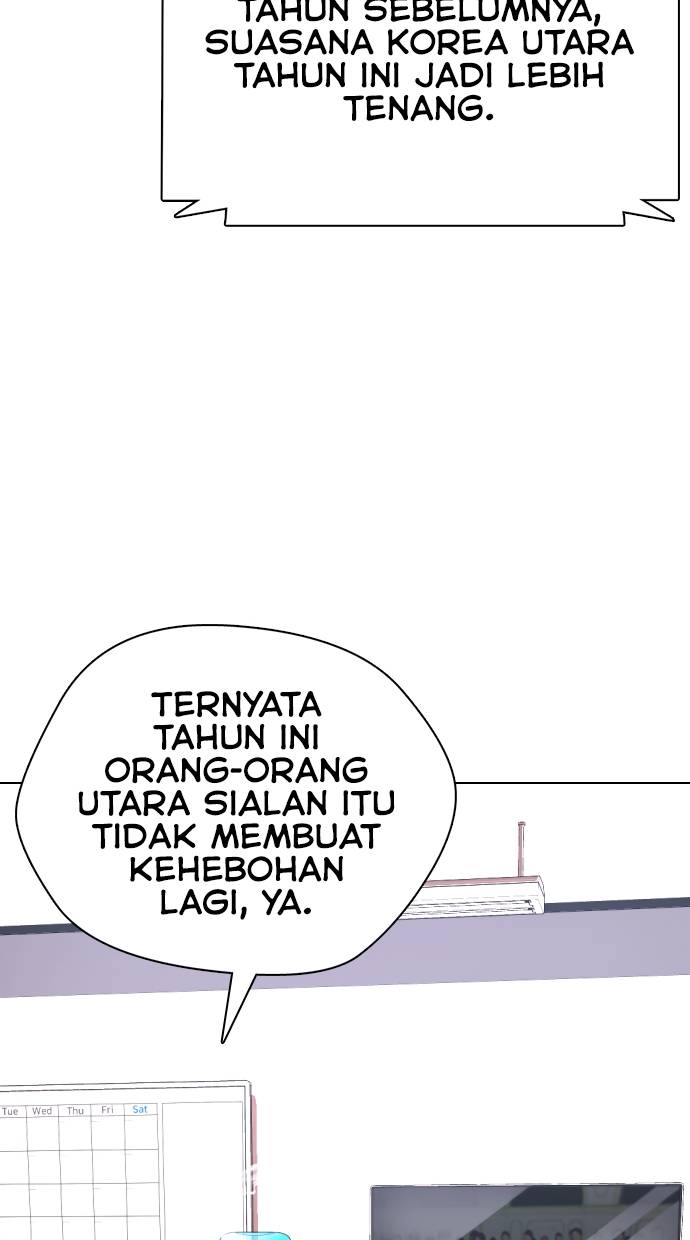 TAHUN SEBELUMNYA,
SUASANA KOREA UTARA
TAHUN INI JADI LEBIH
TENANG.
TERNYATA
TAHUN INI
ORANG-ORANG
UTARA SIALAN ITU
TIDAK MEMBUAT
KEHEBOHAN
LAGI, YA.
Tue Wed Thu Fri Sat